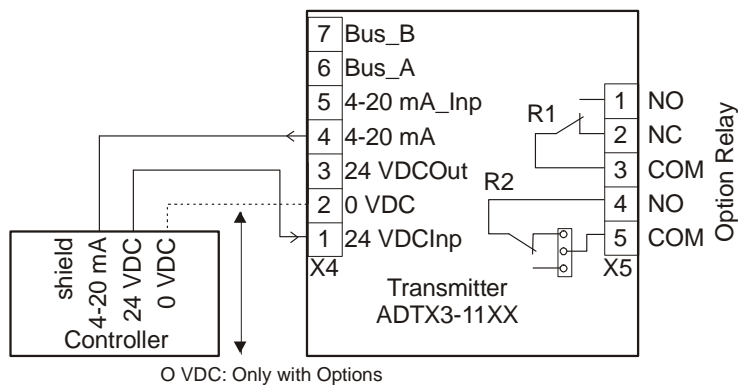 7 Bus_B
6 Bus_A
5 4-20 mA_Inp
4 4-20 mA
3 24 VDCOut
2 0 VDC
1 24 VDCInp
X4
R1
R2
1 NO
2 NC
3 COM
4 NO
5 COM
X5
Option Relay
Transmitter
ADTX3-11XX
shield
4-20 mA
24 VDC
0 VDC
Controller
O VDC: Only with Options